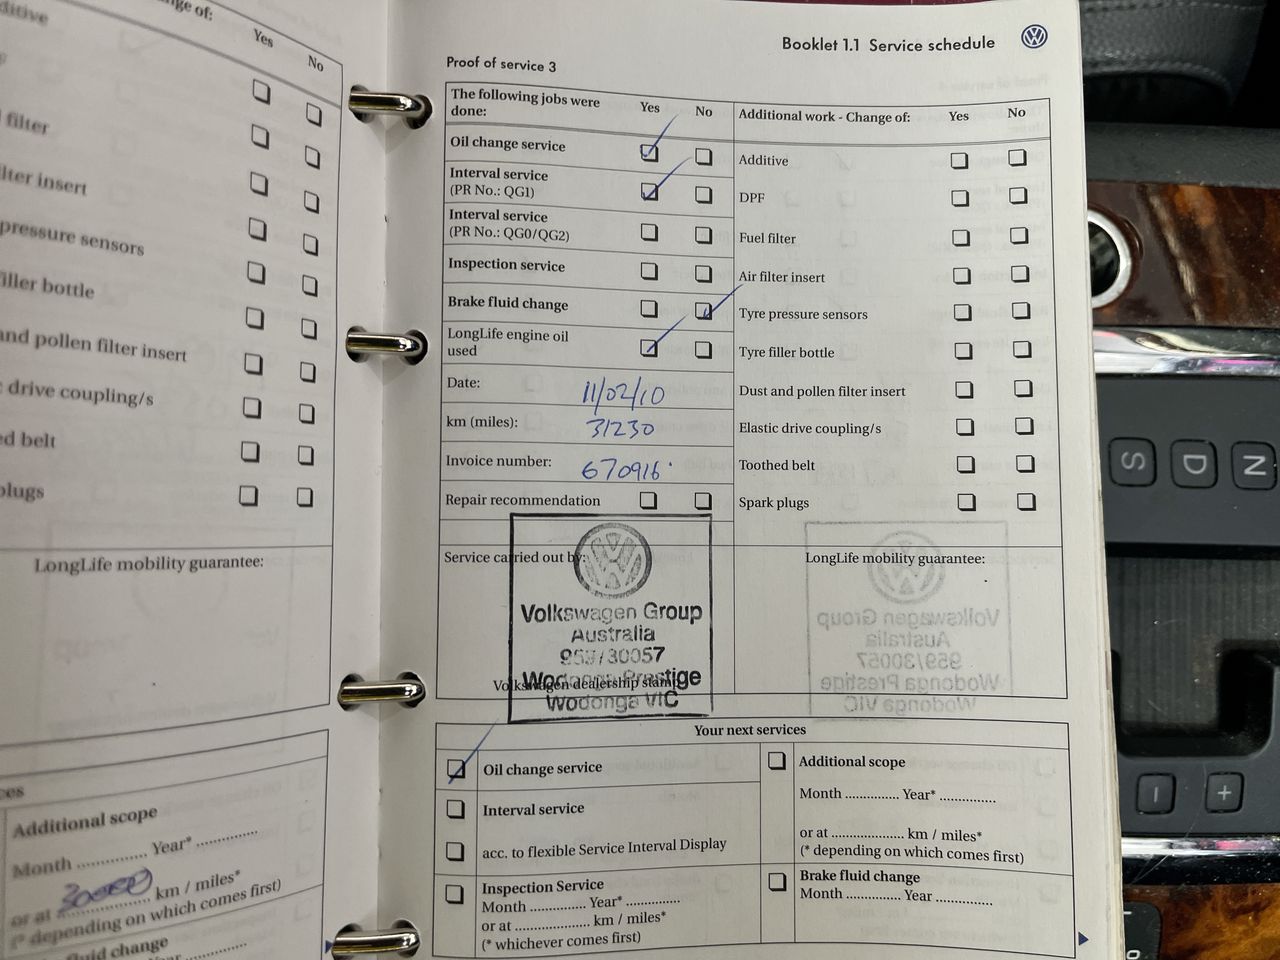 ditive
nge of:
Yes
No
filter
lter insert
pressure sensors
iller bottle
and pollen filter insert
drive coupling/s
ed belt
plugs
LongLife mobility guarantee:
ces
Additional scope
Month .............. Year* ..............
30000
or at .................... km / miles*
(* depending on which comes first)
fluid change
Booklet 1.1 Service schedule
Proof of service 3
The following jobs were done: Yes No
Oil change service
Interval service
(PR No.: QG1)
Interval service
(PR No.: QG0/QG2)
Inspection service
Brake fluid change
LongLife engine oil
used
Date: 11/02/10
km (miles): 31230
Invoice number: 670916
Repair recommendation
Additional work - Change of: Yes No
Additive
DPF
Fuel filter
Air filter insert
Tyre pressure sensors
Tyre filler bottle
Dust and pollen filter insert
Elastic drive coupling/s
Toothed belt
Spark plugs
Service carried out by:
Volkswagen Group
Australia
959/30057
Wodonga Prestige
Volkswagen dealership stamp
Wodonga VIC
LongLife mobility guarantee:
Your next services
Oil change service
Interval service
acc. to flexible Service Interval Display
Inspection Service
Month .............. Year* ..............
or at .................... km / miles*
(* whichever comes first)
Additional scope
Month .............. Year* ..............
or at .................... km / miles*
(* depending on which comes first)
Brake fluid change
Month .............. Year ..............
S D N
- +